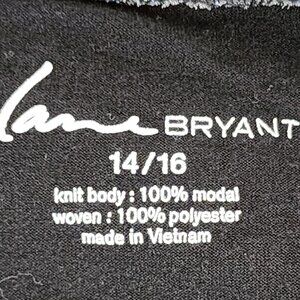 Lane BRYANT
14/16
knit body : 100% modal
woven : 100% polyester
made in Vietnam